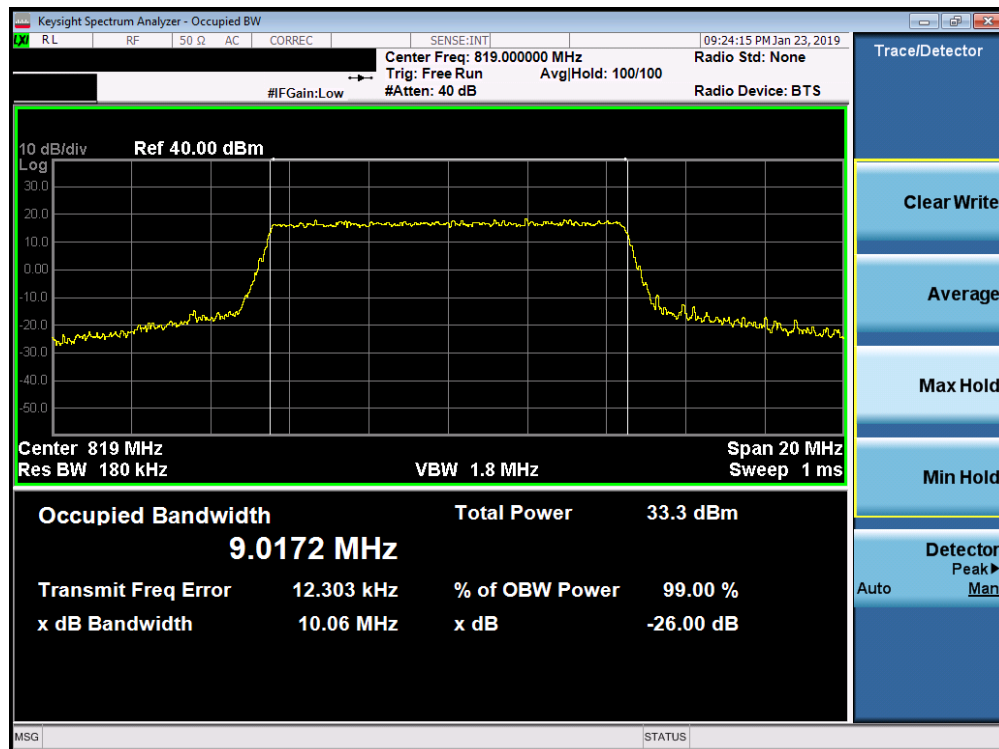 Keysight Spectrum Analyzer - Occupied BW
LXI RL RF 50 Ω AC CORREC SENSE:INT 09:24:15 PM Jan 23, 2019
Center Freq: 819.000000 MHz Radio Std: None
Trig: Free Run Avg|Hold: 100/100
#IFGain:Low #Atten: 40 dB Radio Device: BTS
10 dB/div Ref 40.00 dBm
Log
30.0
20.0
10.0
0.00
-10.0
-20.0
-30.0
-40.0
-50.0
Center 819 MHz Span 20 MHz
Res BW 180 kHz VBW 1.8 MHz Sweep 1 ms
Occupied Bandwidth Total Power 33.3 dBm
9.0172 MHz
Transmit Freq Error 12.303 kHz % of OBW Power 99.00 %
x dB Bandwidth 10.06 MHz x dB -26.00 dB
MSG STATUS
Trace/Detector
Clear Write
Average
Max Hold
Min Hold
Detector
Peak▶
Auto Man